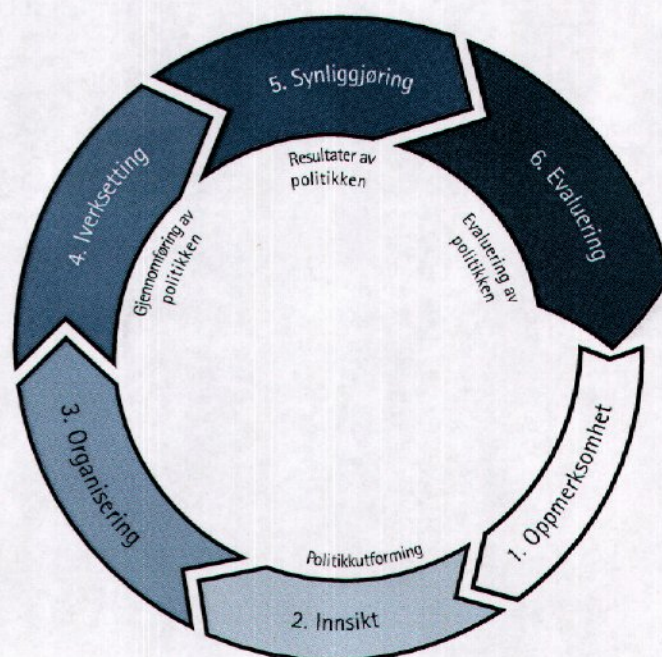 1. Oppmerksomhet
2. Innsikt
Politikkutforming
3. Organisering
4. Iverksetting
Gjennomføring av
politikken
5. Synliggjøring
Resultater av
politikken
6. Evaluering
Evaluering av
politikken